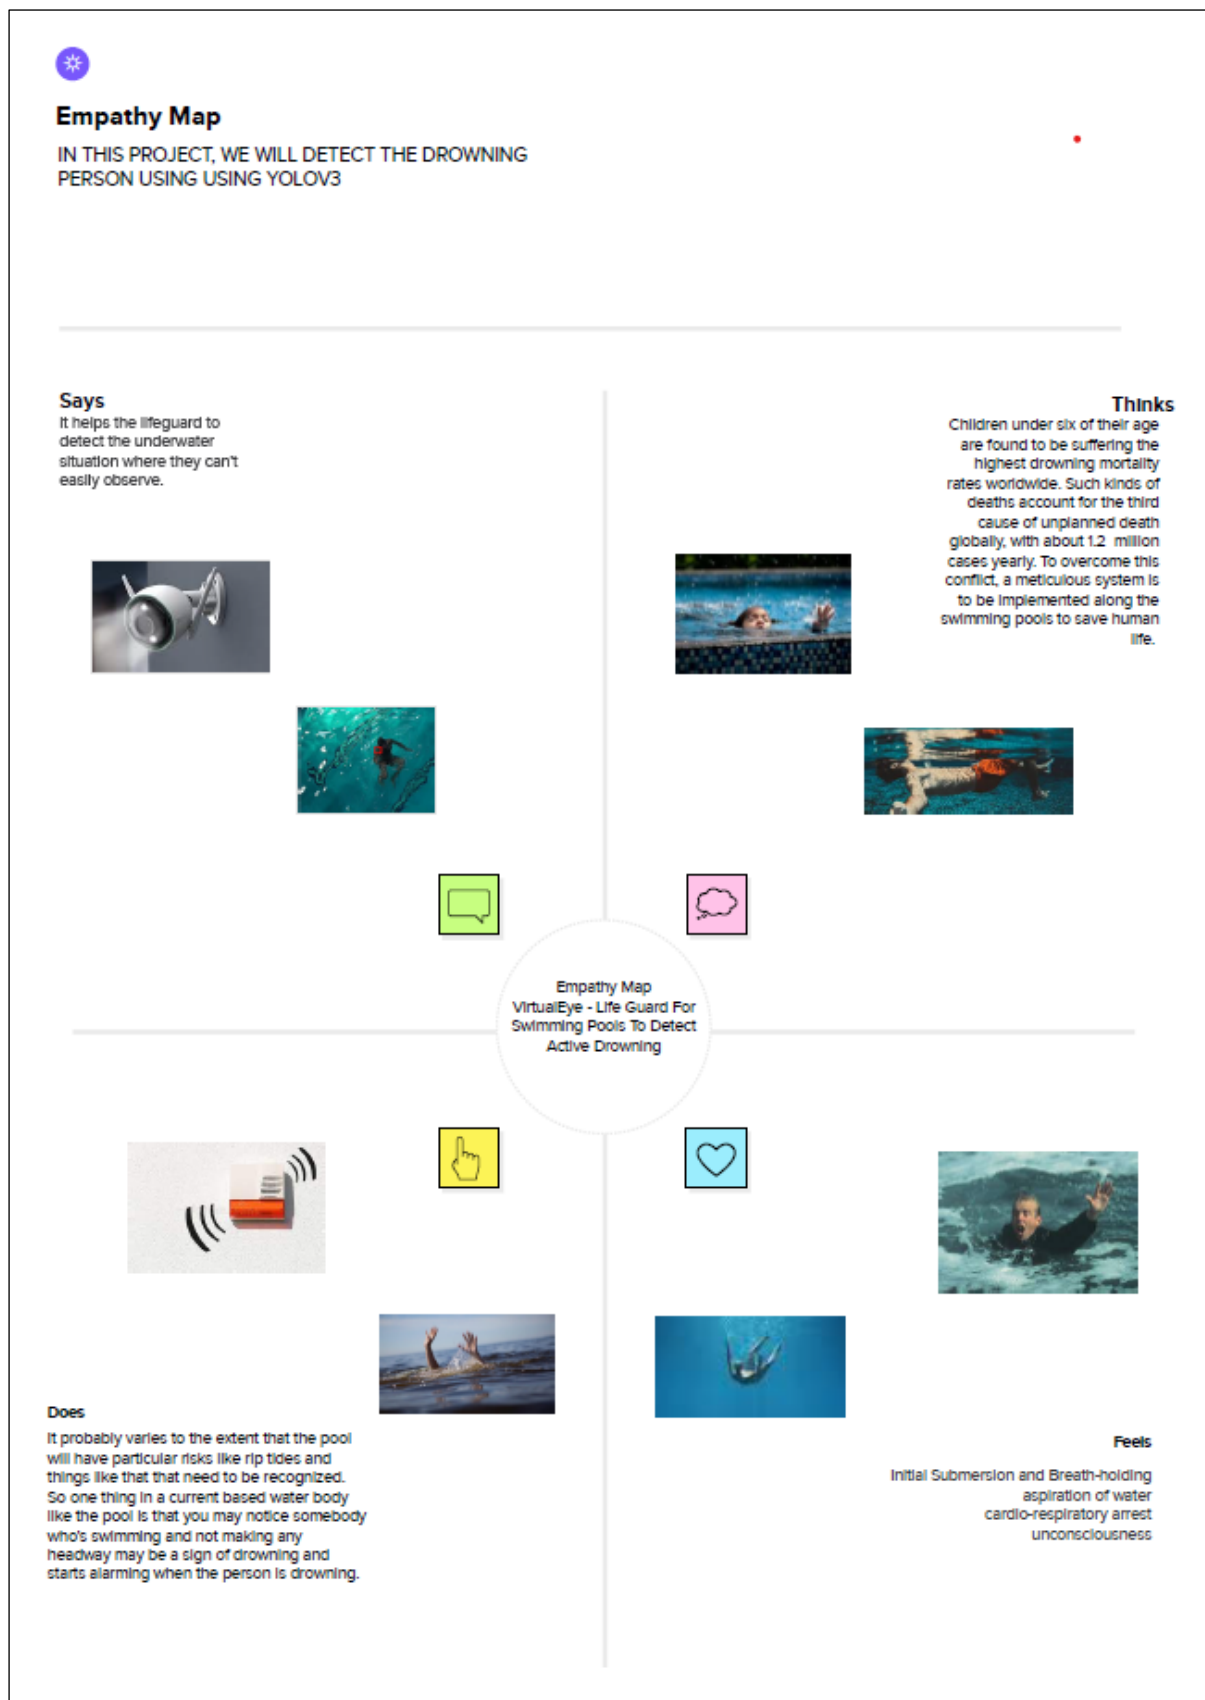 Empathy Map
IN THIS PROJECT, WE WILL DETECT THE DROWNING
PERSON USING USING YOLOV3
Says
It helps the lifeguard to
detect the underwater
situation where they can't
easily observe.
Thinks
Children under six of their age
are found to be suffering the
highest drowning mortality
rates worldwide. Such kinds of
deaths account for the third
cause of unplanned death
globally, with about 1.2 million
cases yearly. To overcome this
conflict, a meticulous system is
to be implemented along the
swimming pools to save human
life.
Empathy Map
VirtualEye - Life Guard For
Swimming Pools To Detect
Active Drowning
Does
It probably varies to the extent that the pool
will have particular risks like rip tides and
things like that that need to be recognized.
So one thing in a current based water body
like the pool is that you may notice somebody
who's swimming and not making any
headway may be a sign of drowning and
starts alarming when the person is drowning.
Feels
Initial Submersion and Breath-holding
aspiration of water
cardio-respiratory arrest
unconsciousness